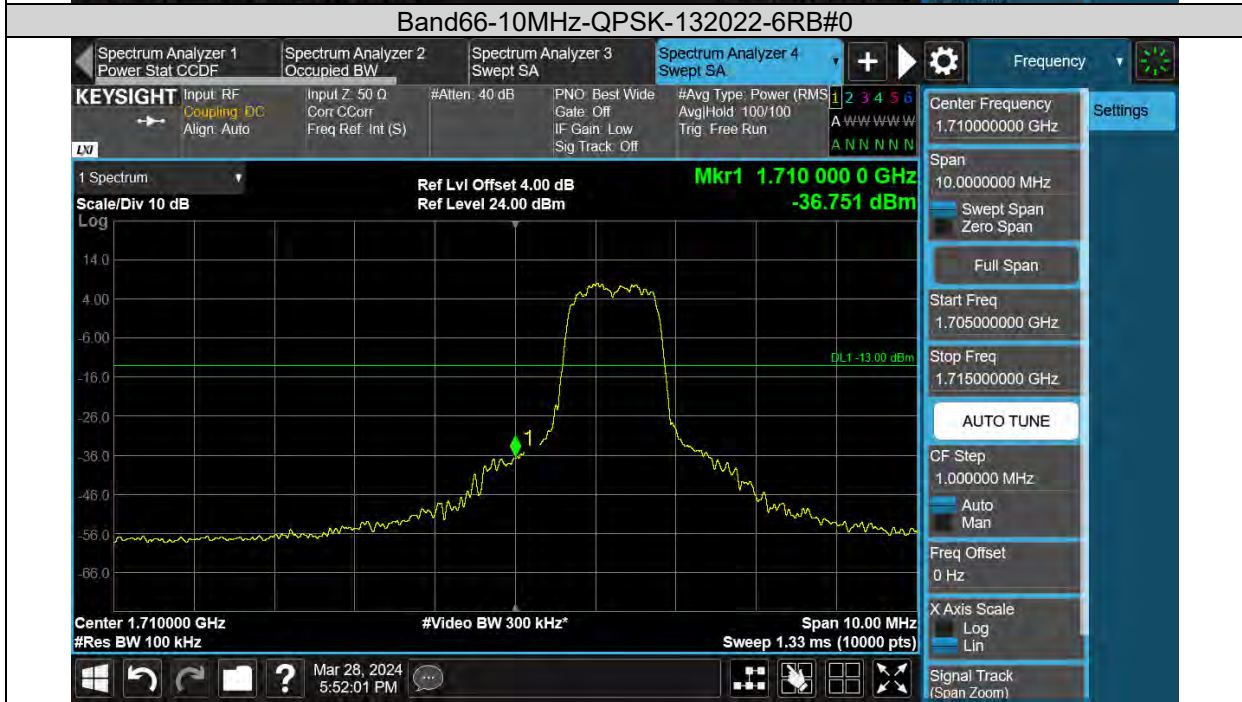 Band66-10MHz-QPSK-132022-6RB#0
Spectrum Analyzer 1
Power Stat CCDF
Spectrum Analyzer 2
Occupied BW
Spectrum Analyzer 3
Swept SA
Spectrum Analyzer 4
Swept SA
Frequency
KEYSIGHT
LXI
Input: RF
Coupling: DC
Align: Auto
Input Z: 50 Ω
Corr CCorr
Freq Ref: Int (S)
#Atten: 40 dB
PNO: Best Wide
Gate: Off
IF Gain: Low
Sig Track: Off
#Avg Type: Power (RMS
Avg|Hold: 100/100
Trig: Free Run
1 2 3 4 5 6
A W W W W W
A N N N N N
1 Spectrum
Scale/Div 10 dB
Log
Ref Lvl Offset 4.00 dB
Ref Level 24.00 dBm
Mkr1 1.710 000 0 GHz
-36.751 dBm
14.0
4.00
-6.00
-16.0
-26.0
-36.0
-46.0
-56.0
-66.0
DL1 -13.00 dBm
1
Center 1.710000 GHz
#Res BW 100 kHz
#Video BW 300 kHz*
Span 10.00 MHz
Sweep 1.33 ms (10000 pts)
Mar 28, 2024
5:52:01 PM
Center Frequency
1.710000000 GHz
Settings
Span
10.0000000 MHz
Swept Span
Zero Span
Full Span
Start Freq
1.705000000 GHz
Stop Freq
1.715000000 GHz
AUTO TUNE
CF Step
1.000000 MHz
Auto
Man
Freq Offset
0 Hz
X Axis Scale
Log
Lin
Signal Track
(Span Zoom)